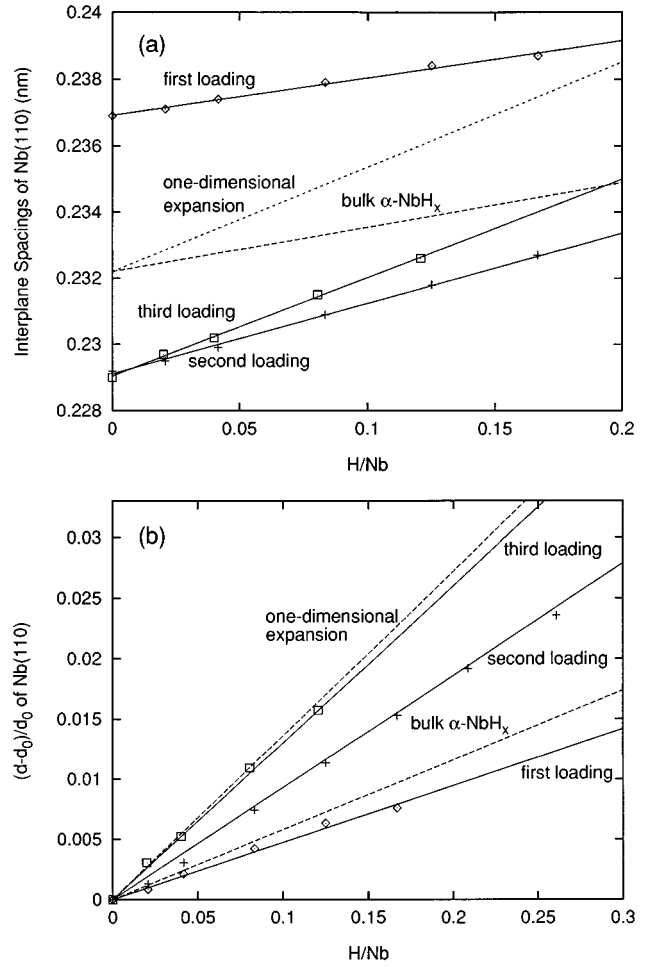 (a)
Interplane Spacings of Nb(110) (nm)
0.24
0.238
0.236
0.234
0.232
0.23
0.228
first loading
one-dimensional
expansion
bulk α-NbHₓ
third loading
second loading
0
0.05
0.1
0.15
0.2
H/Nb
(b)
(d-d₀)/d₀ of Nb(110)
0.03
0.025
0.02
0.015
0.01
0.005
0
third loading
one-dimensional
expansion
second loading
bulk α-NbHₓ
first loading
0
0.05
0.1
0.15
0.2
0.25
0.3
H/Nb